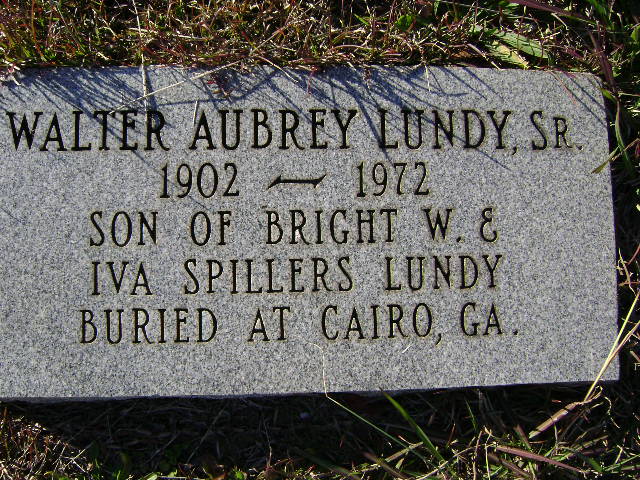 WALTER AUBREY LUNDY, SR.
1902 — 1972
SON OF BRIGHT W. &
IVA SPILLERS LUNDY
BURIED AT CAIRO, GA.